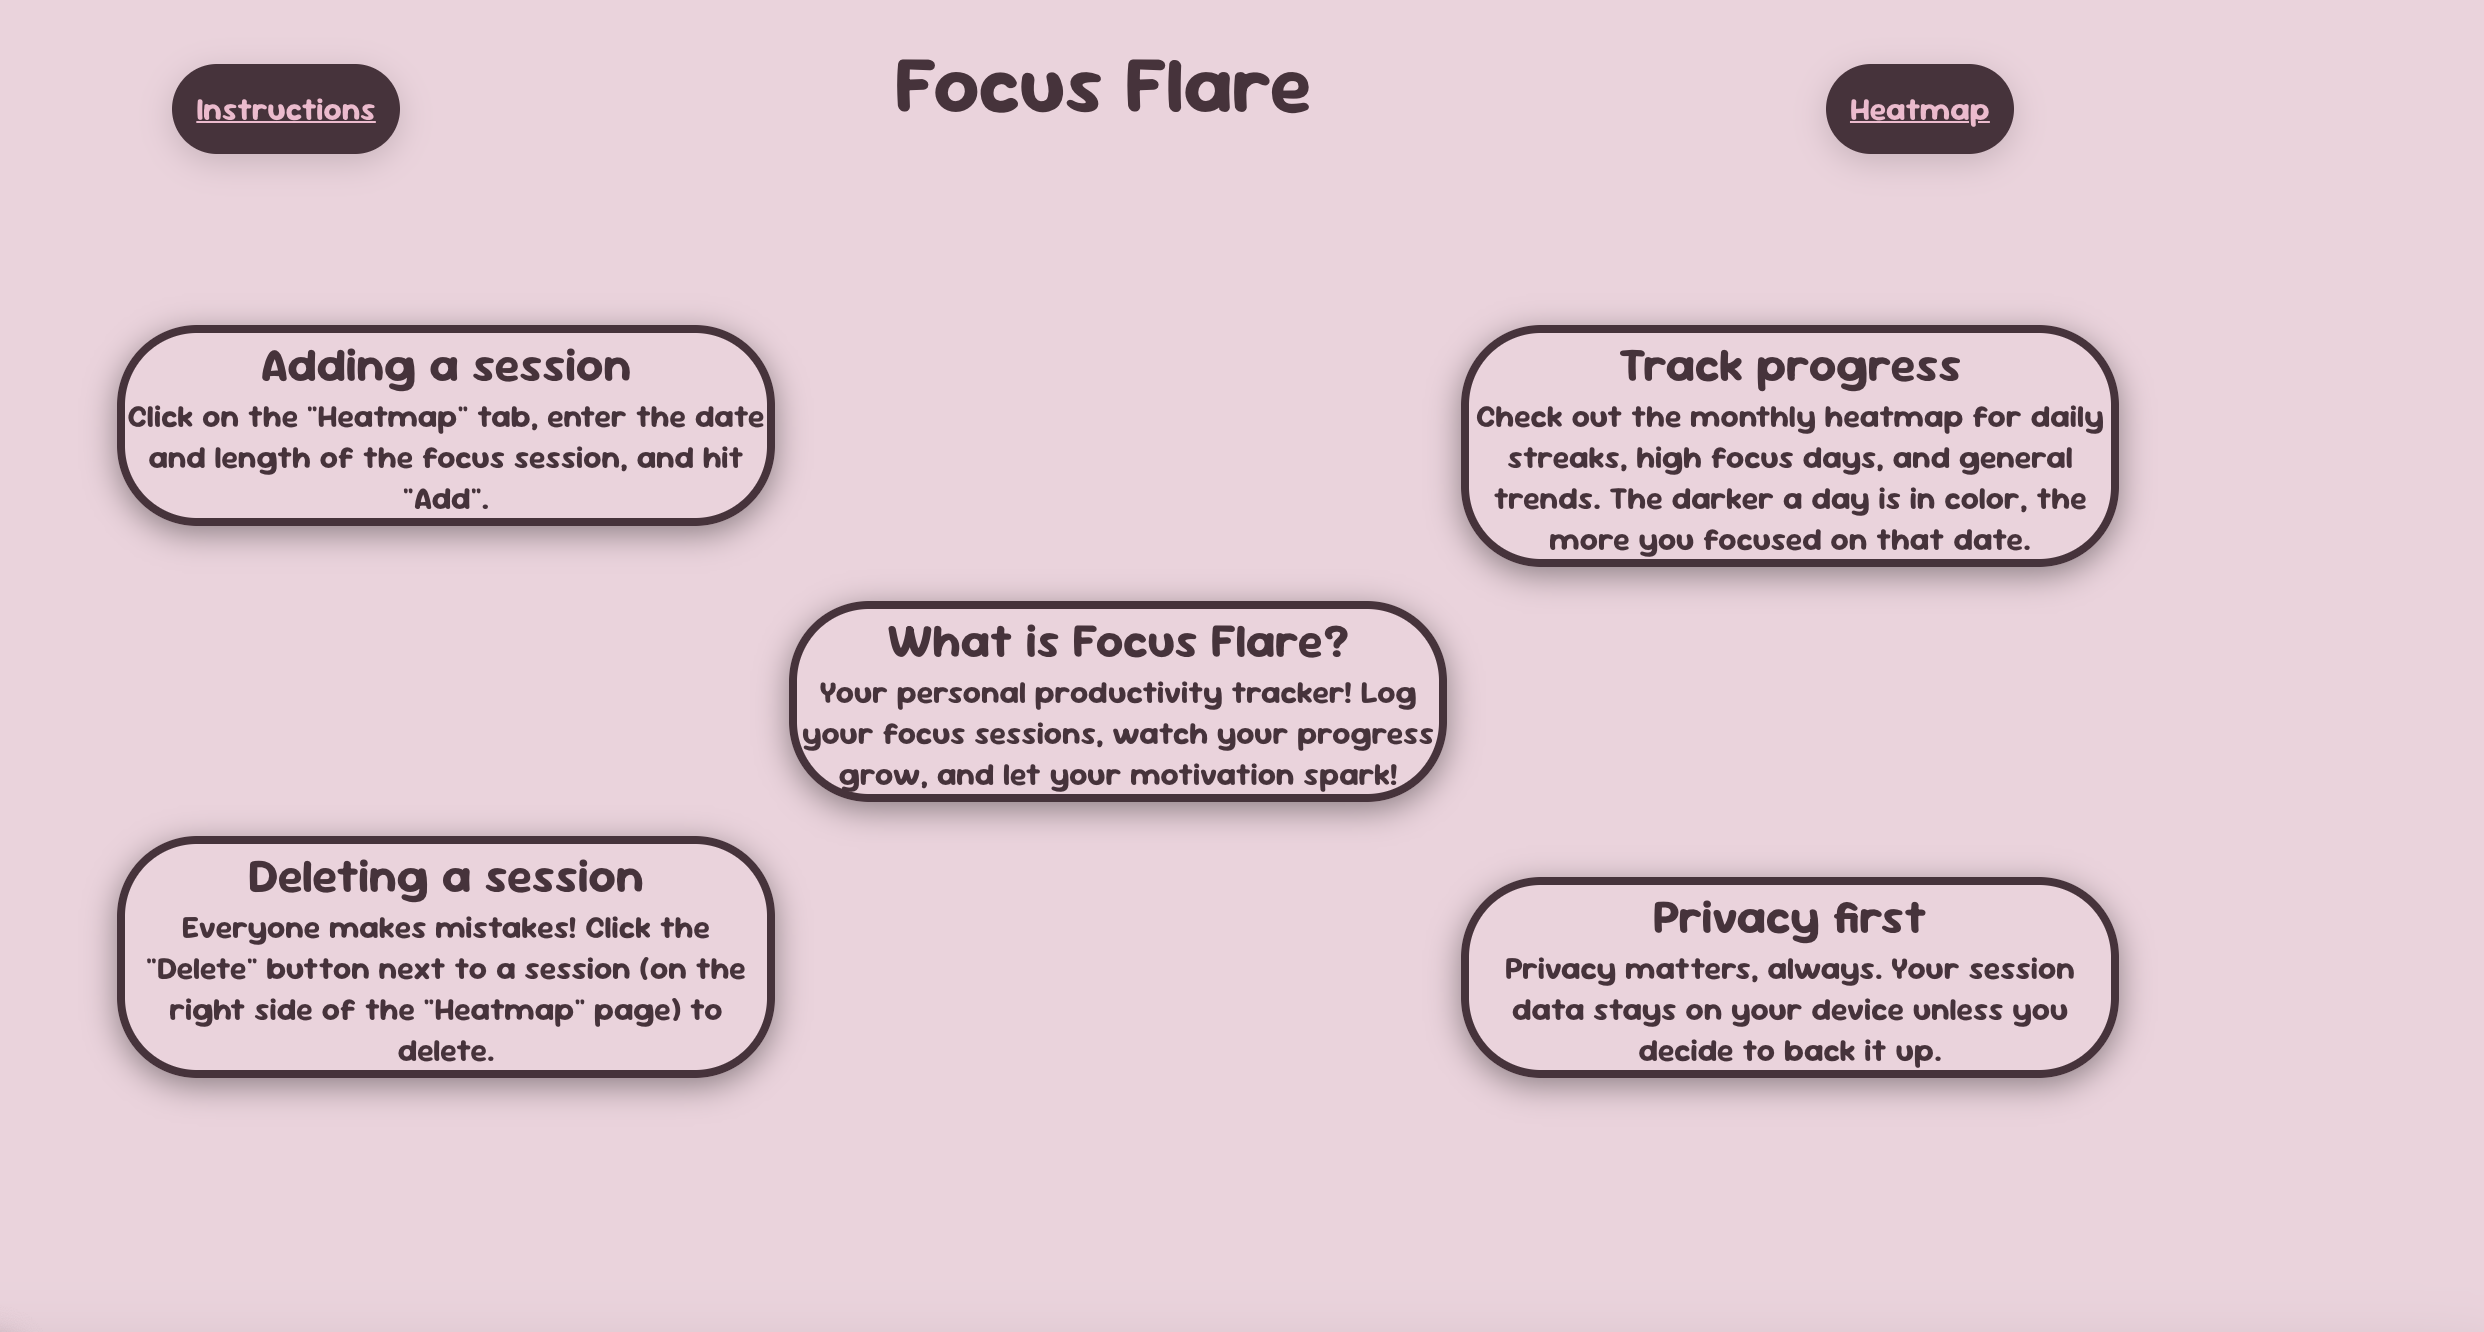 Instructions
Focus Flare
Heatmap
Adding a session
Click on the "Heatmap" tab, enter the date
and length of the focus session, and hit
"Add".
Track progress
Check out the monthly heatmap for daily
streaks, high focus days, and general
trends. The darker a day is in color, the
more you focused on that date.
What is Focus Flare?
Your personal productivity tracker! Log
your focus sessions, watch your progress
grow, and let your motivation spark!
Deleting a session
Everyone makes mistakes! Click the
"Delete" button next to a session (on the
right side of the "Heatmap" page) to
delete.
Privacy first
Privacy matters, always. Your session
data stays on your device unless you
decide to back it up.